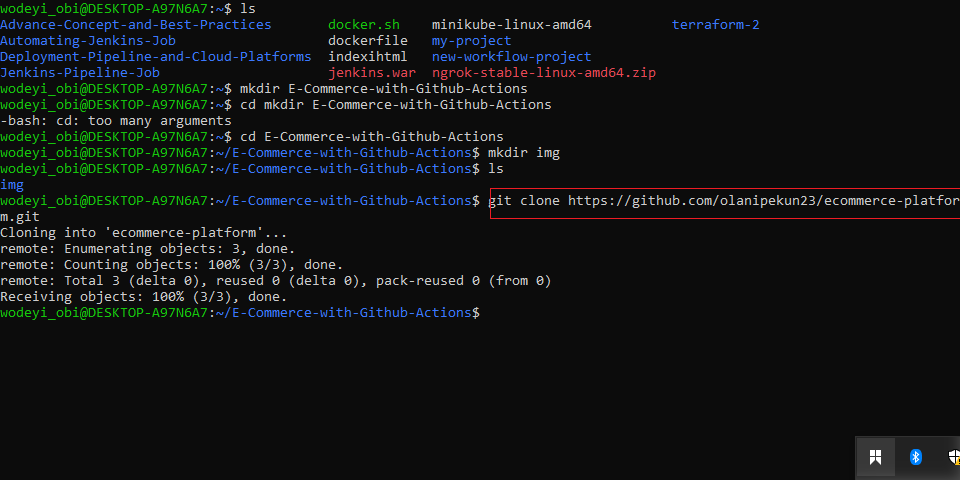 wodeyi_obi@DESKTOP-A97N6A7:~$ ls
Advance-Concept-and-Best-Practices docker.sh minikube-linux-amd64 terraform-2
Automating-Jenkins-Job dockerfile my-project
Deployment-Pipeline-and-Cloud-Platforms indexihtml new-workflow-project
Jenkins-Pipeline-Job jenkins.war ngrok-stable-linux-amd64.zip
wodeyi_obi@DESKTOP-A97N6A7:~$ mkdir E-Commerce-with-Github-Actions
wodeyi_obi@DESKTOP-A97N6A7:~$ cd mkdir E-Commerce-with-Github-Actions
-bash: cd: too many arguments
wodeyi_obi@DESKTOP-A97N6A7:~$ cd E-Commerce-with-Github-Actions
wodeyi_obi@DESKTOP-A97N6A7:~/E-Commerce-with-Github-Actions$ mkdir img
wodeyi_obi@DESKTOP-A97N6A7:~/E-Commerce-with-Github-Actions$ ls
img
wodeyi_obi@DESKTOP-A97N6A7:~/E-Commerce-with-Github-Actions$ git clone https://github.com/olanipekun23/ecommerce-platfor
m.git
Cloning into 'ecommerce-platform'...
remote: Enumerating objects: 3, done.
remote: Counting objects: 100% (3/3), done.
remote: Total 3 (delta 0), reused 0 (delta 0), pack-reused 0 (from 0)
Receiving objects: 100% (3/3), done.
wodeyi_obi@DESKTOP-A97N6A7:~/E-Commerce-with-Github-Actions$